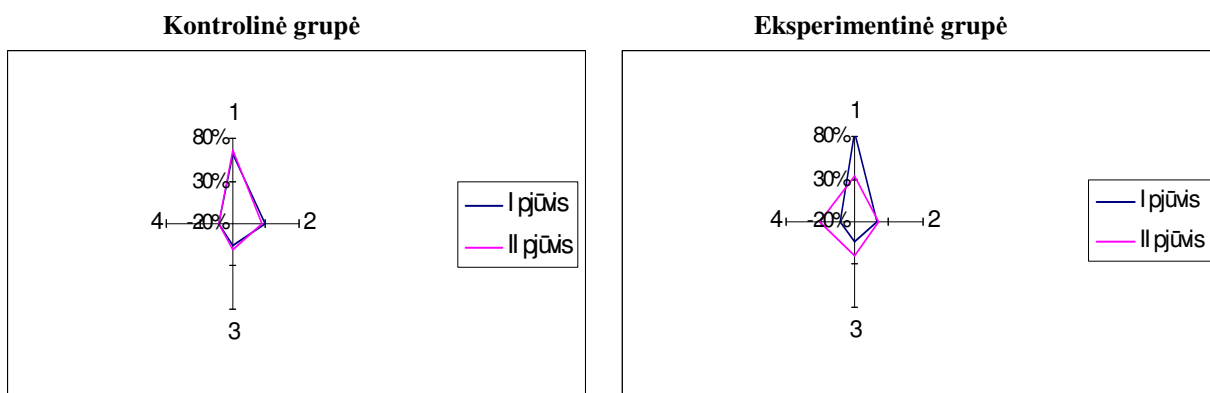 Kontrolinė grupė
1
80%
30%
4
-20%
2
3
I pjūvis
II pjūvis
Eksperimentinė grupė
1
80%
30%
4
-20%
2
3
I pjūvis
II pjūvis